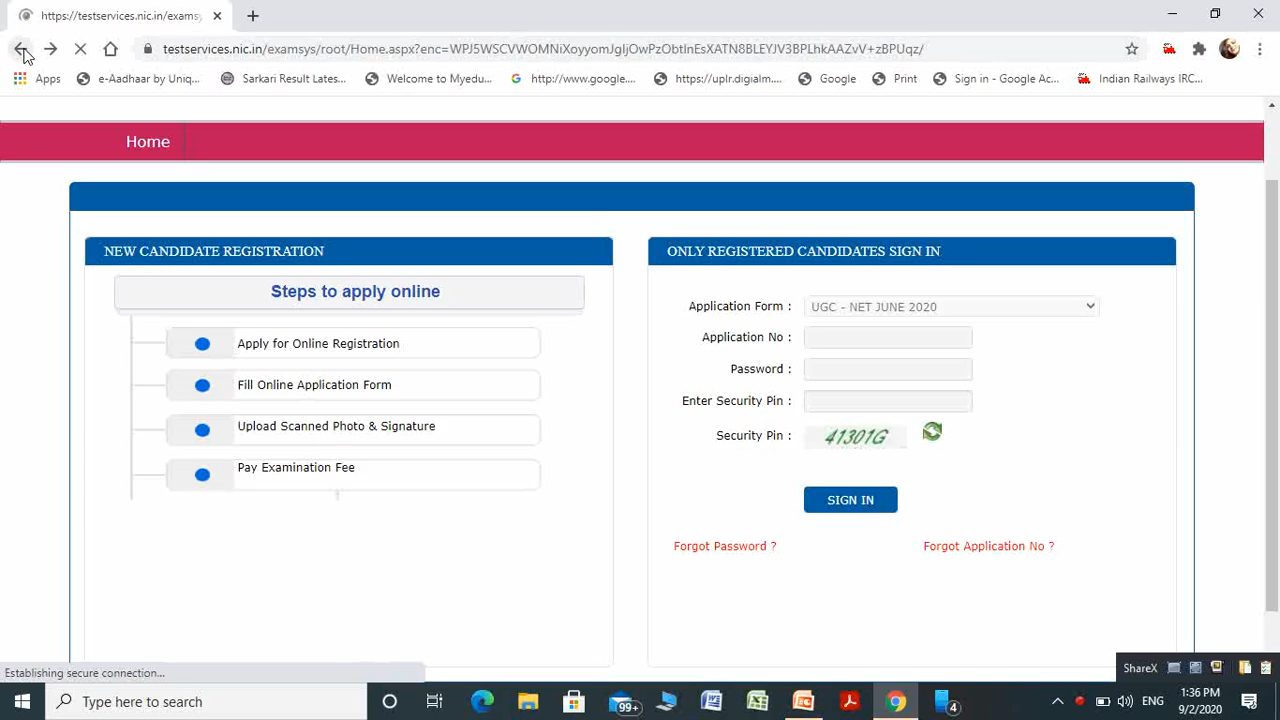 https://testservices.nic.in/exams
testservices.nic.in/examsys/root/Home.aspx?enc=WPJ5WSCVWOMNiXoyyomJgIjOwPzObtInEsXATN8BLEYJV3BPLhkAAZvV+zBPUqz/
Apps e-Aadhaar by Uniq... Sarkari Result Lates... Welcome to Myedu... http://www.google.... https://uplr.digialm.... Google Print Sign in - Google Ac... Indian Railways IRC...
Home
NEW CANDIDATE REGISTRATION
Steps to apply online
Apply for Online Registration
Fill Online Application Form
Upload Scanned Photo & Signature
Pay Examination Fee
ONLY REGISTERED CANDIDATES SIGN IN
Application Form : UGC - NET JUNE 2020
Application No :
Password :
Enter Security Pin :
Security Pin : 41301G
SIGN IN
Forgot Password ? Forgot Application No ?
Establishing secure connection...
ShareX
Type here to search
99+
4
ENG
1:36 PM
9/2/2020